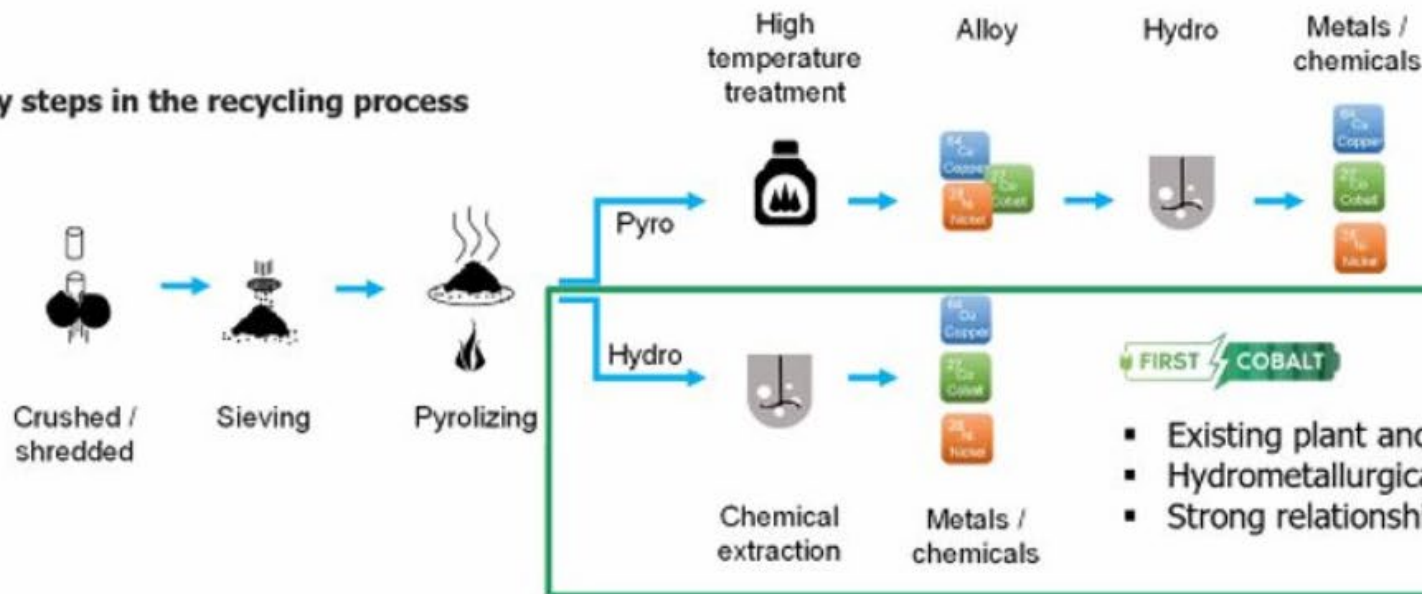 y steps in the recycling process
High
temperature
treatment
Alloy
Hydro
Metals /
chemicals
Copper
Cobalt
Nickel
Copper
Cobalt
Nickel
Pyro
Crushed /
shredded
Sieving
Pyrolizing
Hydro
Copper
Cobalt
Nickel
Chemical
extraction
Metals /
chemicals
FIRST COBALT
▪ Existing plant and
▪ Hydrometallurgica
▪ Strong relationshi